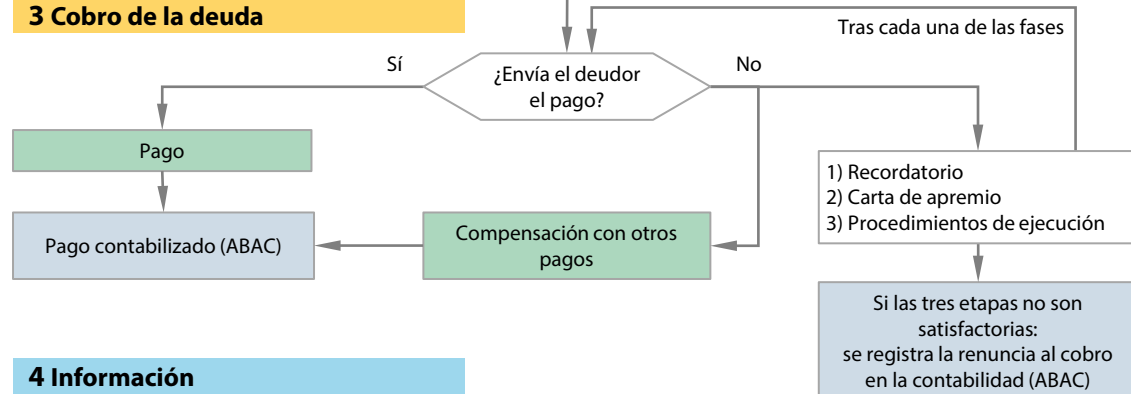 3 Cobro de la deuda
Tras cada una de las fases
Sí
¿Envía el deudor
el pago?
No
Pago
1) Recordatorio
2) Carta de apremio
3) Procedimientos de ejecución
Pago contabilizado (ABAC)
Compensación con otros
pagos
Si las tres etapas no son
satisfactorias:
se registra la renuncia al cobro
en la contabilidad (ABAC)
4 Información